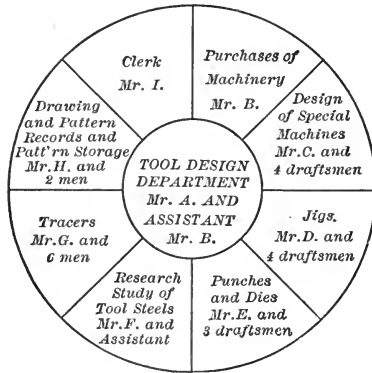 Clerk
Mr. I.
Purchases of
Machinery
Mr. B.
Design
of Special
Machines
Mr.C. and
4 draftsmen
Jigs.
Mr.D. and
4 draftsmen
Punches
and Dies
Mr.E. and
3 draftsmen
Research
Study of
Tool Steels
Mr.F. and
Assistant
Tracers
Mr.G. and
6 men
Drawing
and Pattern
Records and
Patt'rn Storage
Mr.H. and
2 men
TOOL DESIGN
DEPARTMENT
Mr. A. AND
ASSISTANT
Mr. B.